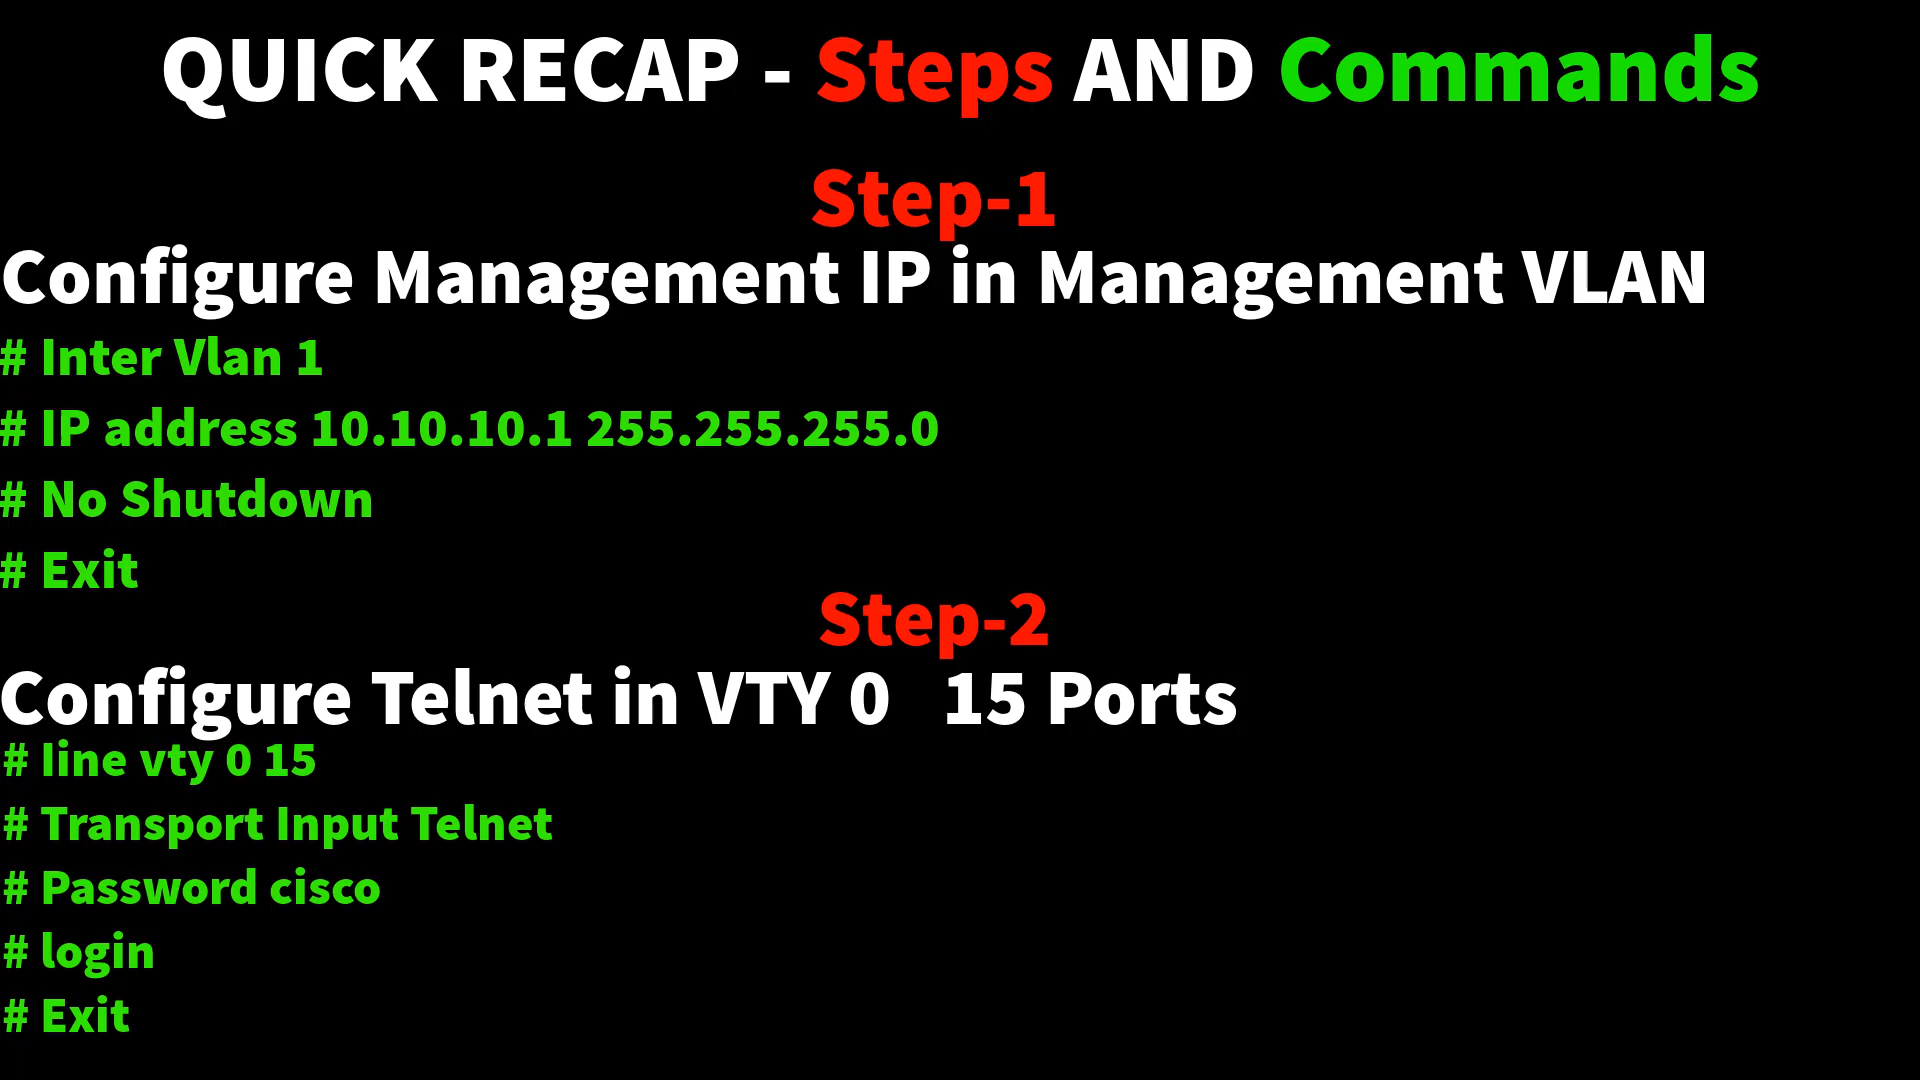 QUICK RECAP - Steps AND Commands
Step-1
Configure Management IP in Management VLAN
# Inter Vlan 1
# IP address 10.10.10.1 255.255.255.0
# No Shutdown
# Exit
Step-2
Configure Telnet in VTY 0 15 Ports
# Iine vty 0 15
# Transport Input Telnet
# Password cisco
# login
# Exit